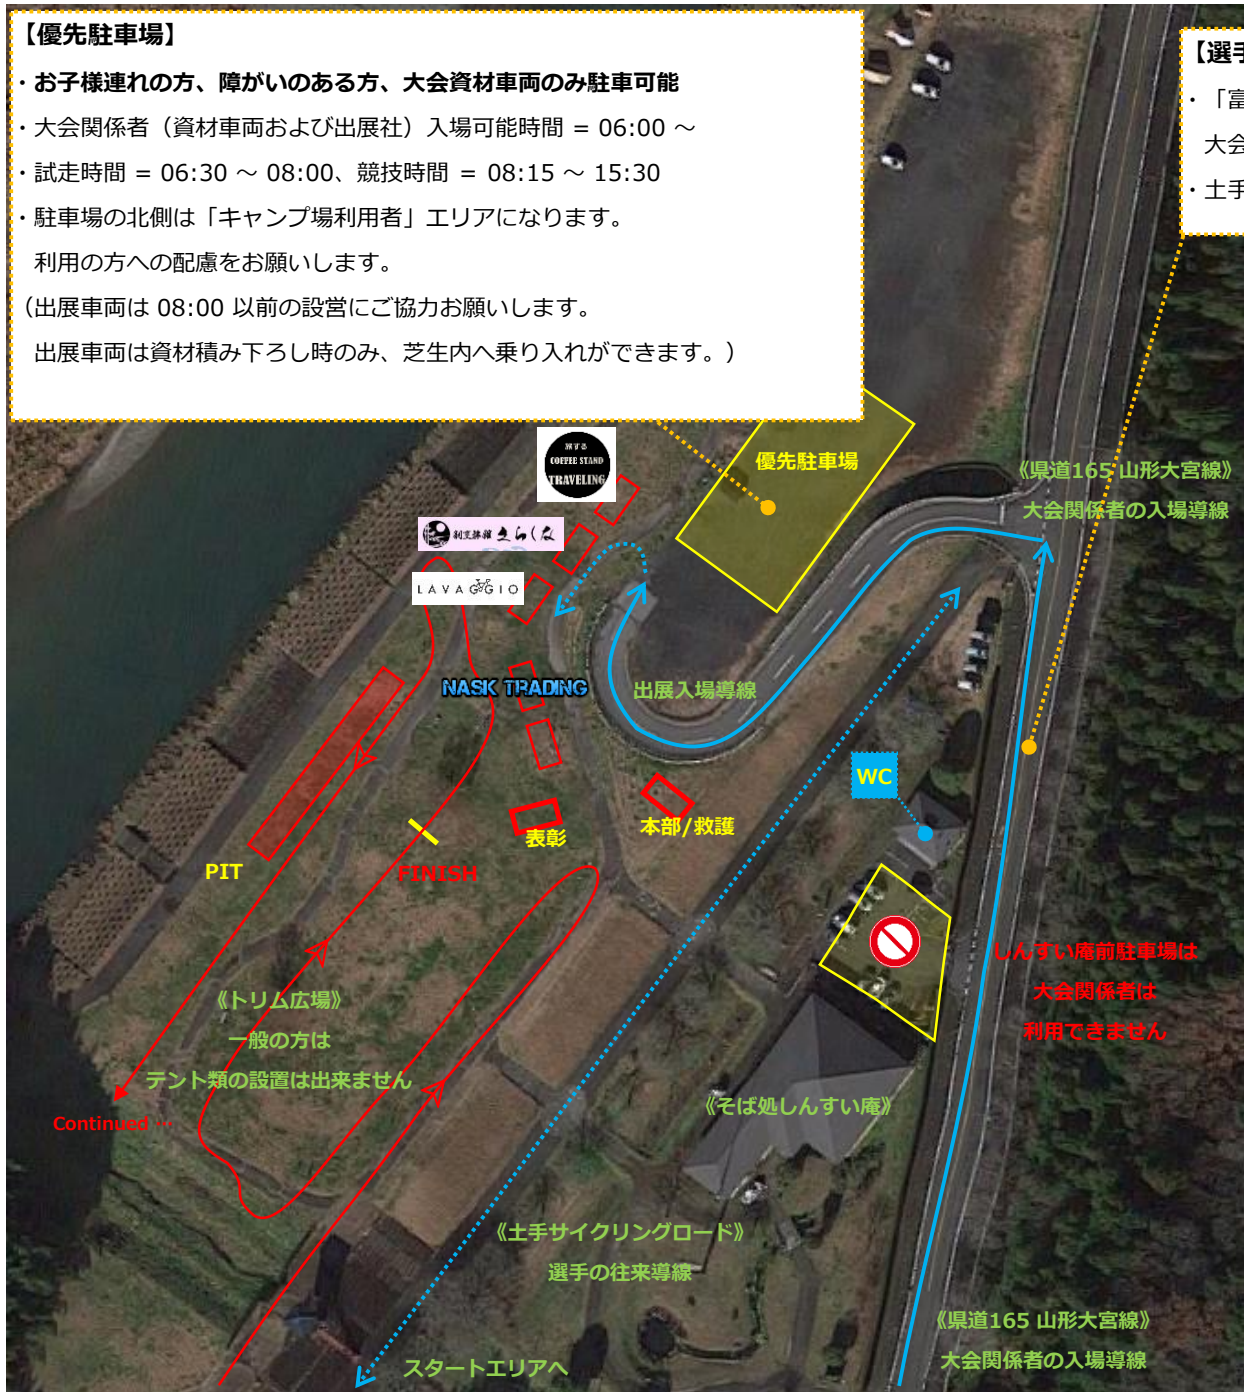 【優先駐車場】
・お子様連れの方、障がいのある方、大会資材車両のみ駐車可能
・大会関係者（資材車両および出展社）入場可能時間 = 06:00 ～
・試走時間 = 06:30 ～ 08:00、競技時間 = 08:15 ～ 15:30
・駐車場の北側は「キャンプ場利用者」エリアになります。
利用の方への配慮をお願いします。
（出展車両は 08:00 以前の設営にご協力お願いします。
出展車両は資材積み下ろし時のみ、芝生内へ乗り入れができます。）
【選手
・「富
大会
・土手
旅する
COFFEE STAND
TRAVELING
優先駐車場
《県道165 山形大宮線》
大会関係者の入場導線
割烹旅館 きらしな
LAVAGGIO
NASK TRADING
出展入場導線
WC
本部/救護
表彰
PIT
FINISH
しんすい庵前駐車場は
大会関係者は
利用できません
《トリム広場》
一般の方は
テント類の設置は出来ません
Continued …
《そば処しんすい庵》
《土手サイクリングロード》
選手の往来導線
《県道165 山形大宮線》
大会関係者の入場導線
スタートエリアへ